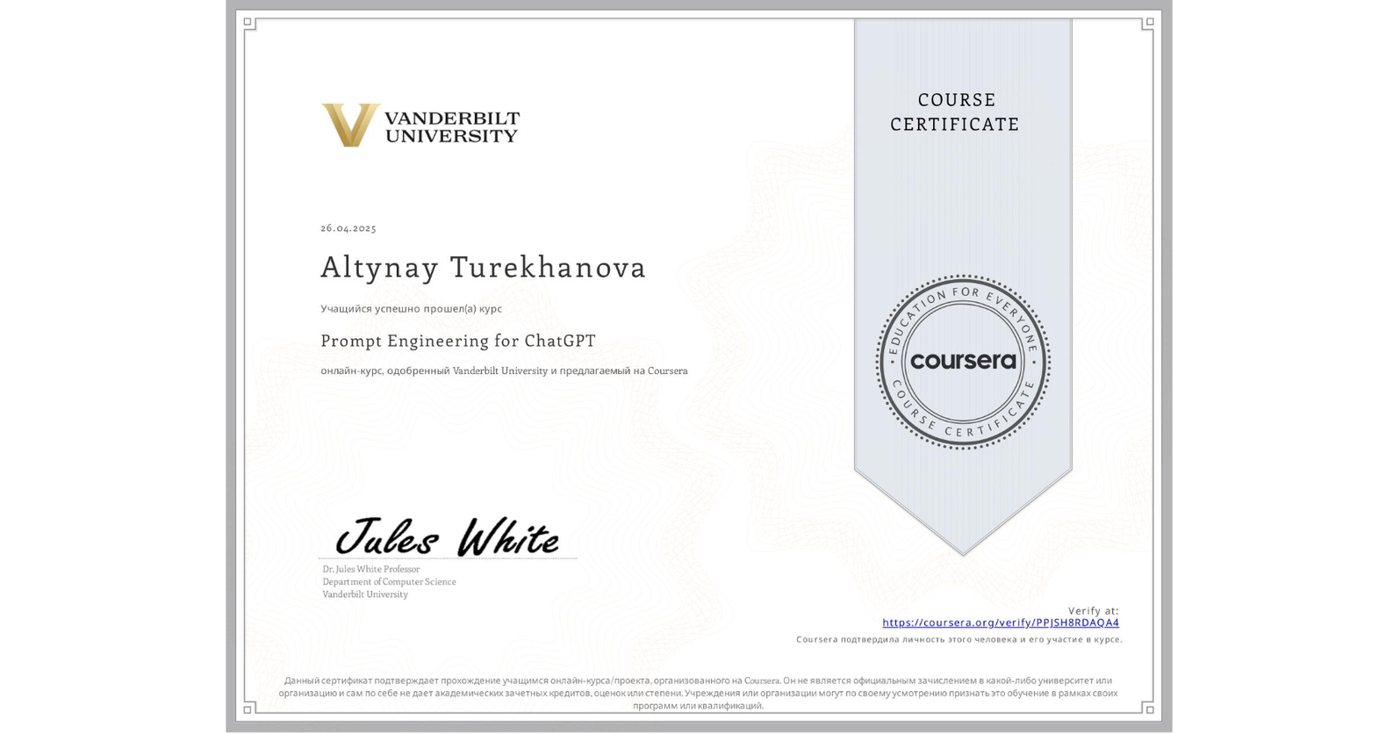 VANDERBILT
UNIVERSITY
COURSE
CERTIFICATE
26.04.2025
Altynay Turekhanova
Учащийся успешно прошел(а) курс
Prompt Engineering for ChatGPT
онлайн-курс, одобренный Vanderbilt University и предлагаемый на Coursera
EDUCATION FOR EVERYONE
coursera
COURSE CERTIFICATE
Jules White
Dr. Jules White Professor
Department of Computer Science
Vanderbilt University
Verify at:
https://coursera.org/verify/PPJSH8RDAQA4
Coursera подтвердила личность этого человека и его участие в курсе.
Данный сертификат подтверждает прохождение учащимся онлайн-курса/проекта, организованного на Coursera. Он не является официальным зачислением в какой-либо университет или
организацию и сам по себе не дает академических зачетных кредитов, оценок или степени. Учреждения или организации могут по своему усмотрению признать это обучение в рамках своих
программ или квалификаций.